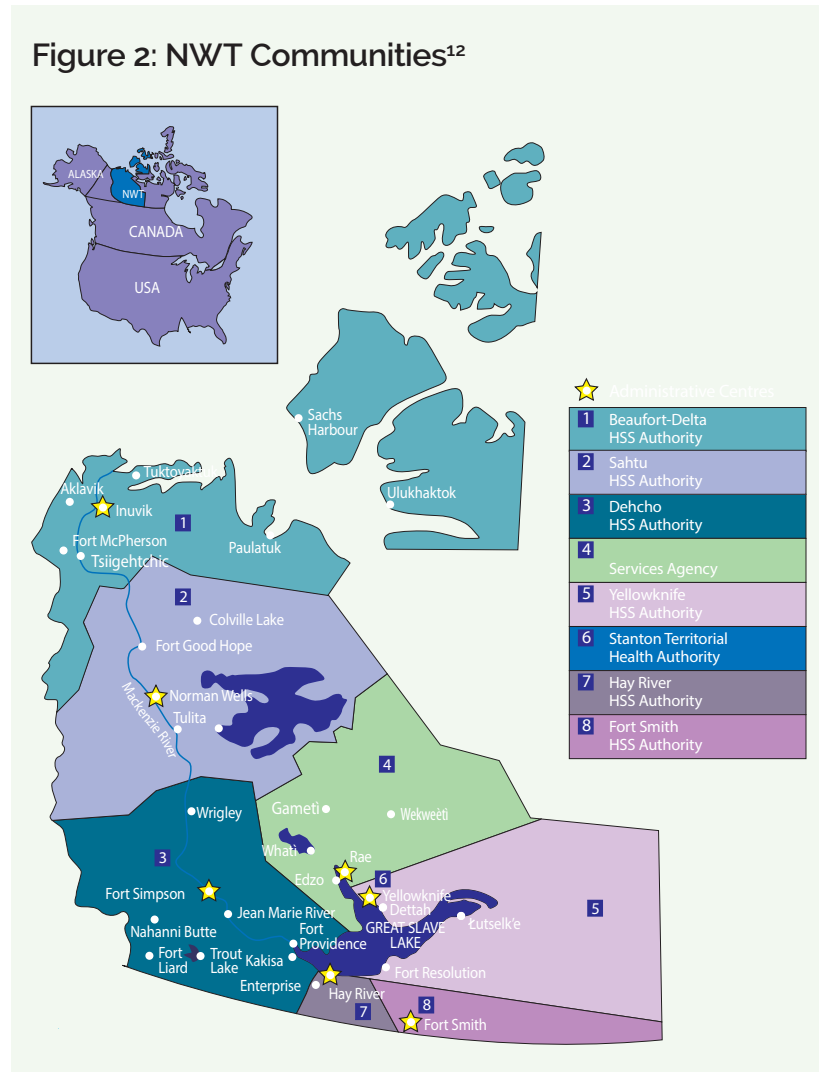 Figure 2: NWT Communities¹²
ALASKA
NWT
CANADA
USA
Sachs
Harbour
Ulukhaktok
Administrative Centres
1 Beaufort-Delta
HSS Authority
2 Sahtu
HSS Authority
3 Dehcho
HSS Authority
4
Services Agency
5 Yellowknife
HSS Authority
6 Stanton Territorial
Health Authority
7 Hay River
HSS Authority
8 Fort Smith
HSS Authority
Aklavik
Inuvik
1
Fort McPherson
Tsiigehtchic
Paulatuk
2
Colville Lake
Fort Good Hope
Norman Wells
Mackenzie River
Tulita
4
Gametì
Wekweètì
Wrigley
Whatì
Rae
3
Edzo
6
Fort Simpson
Yellowknife
Dettah
5
Jean Marie River
GREAT SLAVE
LAKE
Łutselk'e
Nahanni Butte
Fort
Providence
Fort
Liard
Trout
Lake
Kakisa
Fort Resolution
Enterprise
Hay River
7
8
Fort Smith